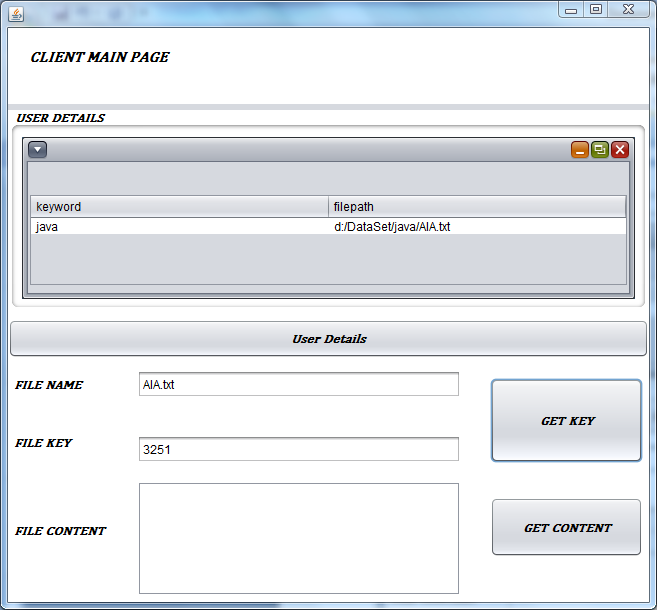 CLIENT MAIN PAGE
USER DETAILS
keyword filepath
java d:/DataSet/java/AIA.txt
User Details
FILE NAME AIA.txt
GET KEY
FILE KEY 3251
FILE CONTENT GET CONTENT